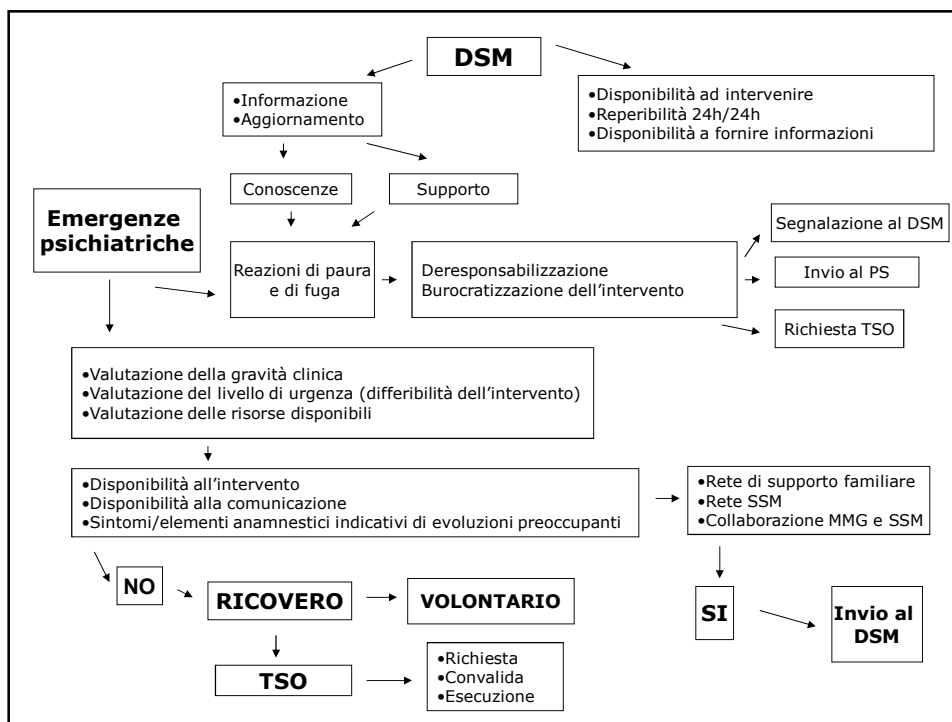 DSM
•Informazione
•Aggiornamento
•Disponibilità ad intervenire
•Reperibilità 24h/24h
•Disponibilità a fornire informazioni
Conoscenze
Supporto
Emergenze
psichiatriche
Reazioni di paura
e di fuga
Deresponsabilizzazione
Burocratizzazione dell'intervento
Segnalazione al DSM
Invio al PS
Richiesta TSO
•Valutazione della gravità clinica
•Valutazione del livello di urgenza (differibilità dell'intervento)
•Valutazione delle risorse disponibili
•Disponibilità all'intervento
•Disponibilità alla comunicazione
•Sintomi/elementi anamnestici indicativi di evoluzioni preoccupanti
•Rete di supporto familiare
•Rete SSM
•Collaborazione MMG e SSM
NO
RICOVERO
VOLONTARIO
SI
Invio al
DSM
TSO
•Richiesta
•Convalida
•Esecuzione